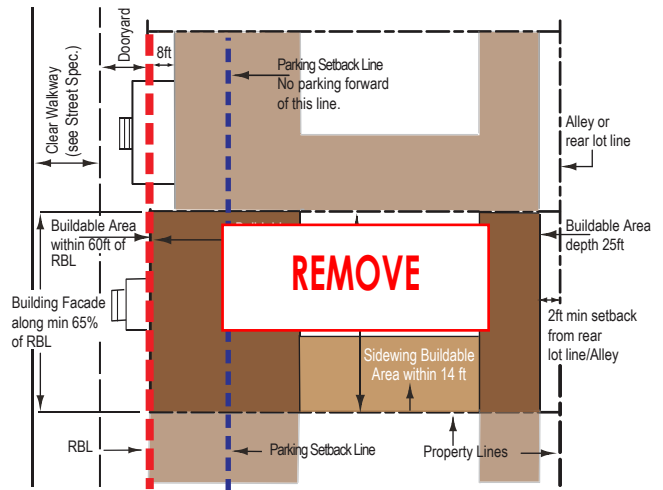 Dooryard
8ft
Clear Walkway
(see Street Spec.)
Parking Setback Line
No parking forward
of this line.
Alley or
rear lot line
Buildable Area
within 60ft of
RBL
Buildable Area
depth 25ft
REMOVE
Building Facade
along min 65%
of RBL
2ft min setback
from rear
lot line/Alley
Sidewing Buildable
Area within 14 ft
RBL
Parking Setback Line
Property Lines